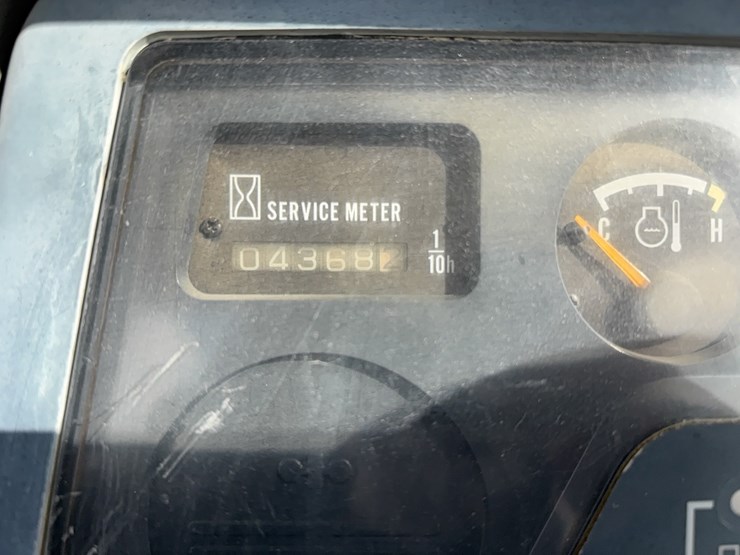 SERVICE METER
043682
1
10h
C H